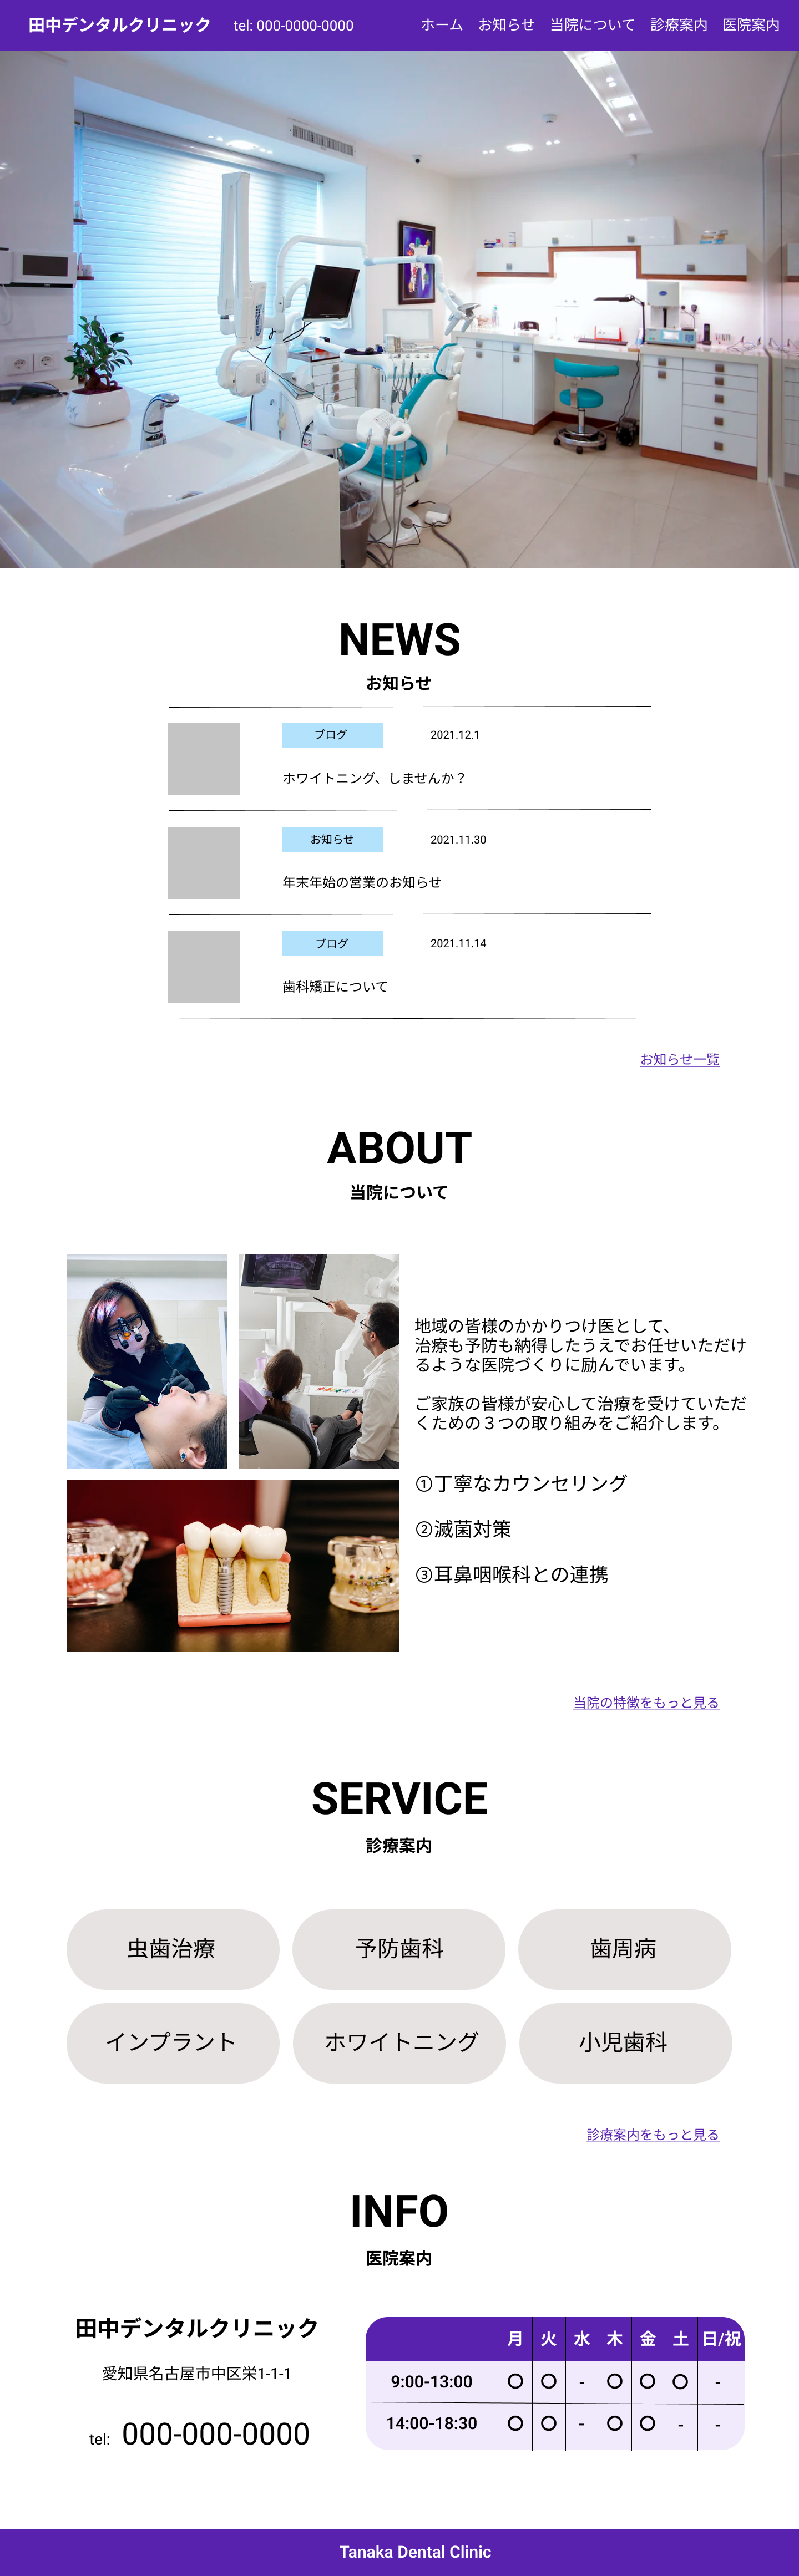 田中デンタルクリニック tel: 000-0000-0000 ホーム お知らせ 当院について 診療案内 医院案内
NEWS
お知らせ
ブログ 2021.12.1
ホワイトニング、しませんか？
お知らせ 2021.11.30
年末年始の営業のお知らせ
ブログ 2021.11.14
歯科矯正について
お知らせ一覧
ABOUT
当院について
地域の皆様のかかりつけ医として、
治療も予防も納得したうえでお任せいただけ
るような医院づくりに励んでいます。
ご家族の皆様が安心して治療を受けていただ
くための３つの取り組みをご紹介します。
①丁寧なカウンセリング
②滅菌対策
③耳鼻咽喉科との連携
当院の特徴をもっと見る
SERVICE
診療案内
虫歯治療 予防歯科 歯周病
インプラント ホワイトニング 小児歯科
診療案内をもっと見る
INFO
医院案内
田中デンタルクリニック
愛知県名古屋市中区栄1-1-1
tel: 000-000-0000
月 火 水 木 金 土 日/祝
9:00-13:00 〇 〇 - 〇 〇 〇 -
14:00-18:30 〇 〇 - 〇 〇 - -
Tanaka Dental Clinic